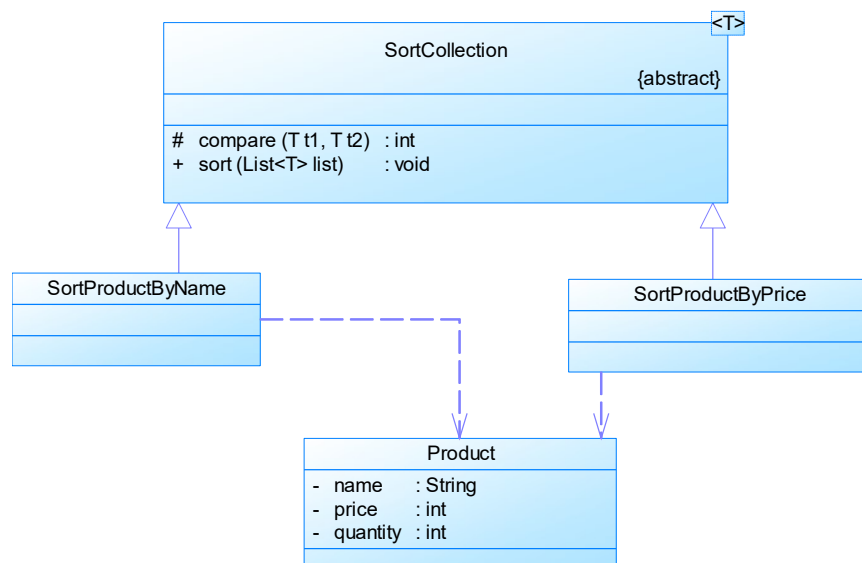 <T>
SortCollection
{abstract}
# compare (T t1, T t2) : int
+ sort (List<T> list) : void
SortProductByName
SortProductByPrice
Product
- name : String
- price : int
- quantity : int